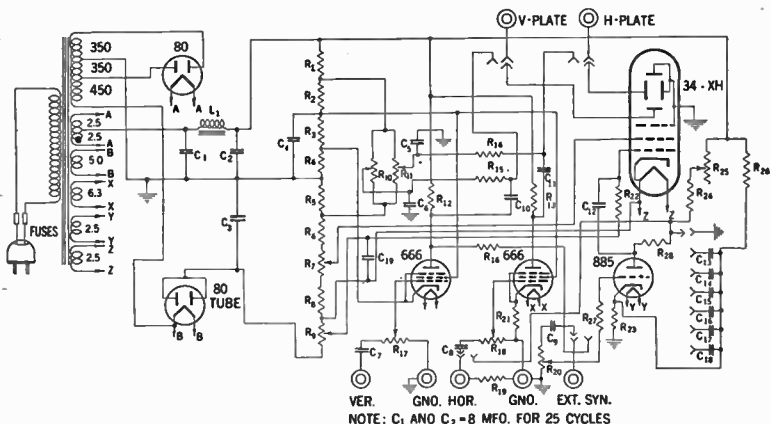 V-PLATE
H-PLATE
350
350
450
80
A A
L₁
34-XH
R₁
R₂
R₃
R₄
R₅
R₆
R₇
R₈
R₉
A
2.5
2.5
A
B
5 0
B
X
6.3
X
Y
2.5
Y
Z
2.5
Z
FUSES
C₁
C₂
C₃
C₄
C₅
C₆
R₁₀
R₁₁
R₁₂
R₁₄
R₁₅
C₁₀
C₁₁
C₁₂
R₂₂
Z
Z
R₂₅
R₂₆
R₂₄
R₂₈
C₁₉
666
R₁₆
666
885
X X
Y Y
R₂₁
C₉
R₂₇
R₂₃
C₁₃
C₁₄
C₁₅
C₁₆
C₁₇
C₁₈
80
TUBE
B B
C₇
R₁₇
C₈
R₁₈
R₁₉
R₂₀
VER. GNO. HOR. GNO. EXT. SYN.
NOTE: C₁ AND C₂ = 8 MFO. FOR 25 CYCLES